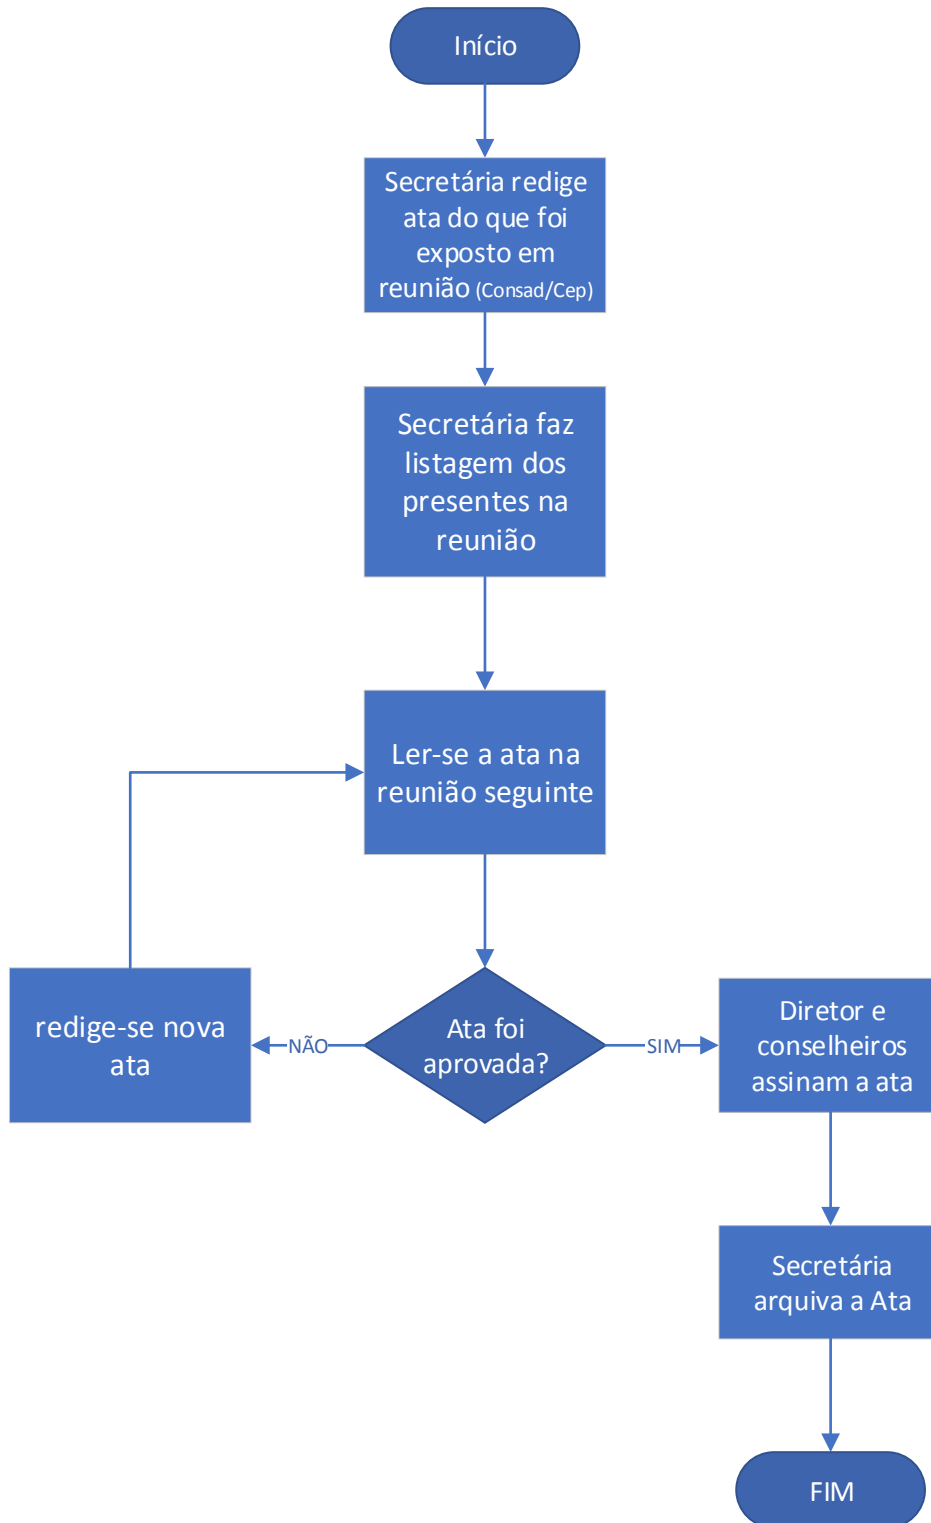 Início
Secretária redige
ata do que foi
exposto em
reunião (Consad/Cep)
Secretária faz
listagem dos
presentes na
reunião
Ler-se a ata na
reunião seguinte
redige-se nova
ata
NÃO
Ata foi
aprovada?
SIM
Diretor e
conselheiros
assinam a ata
Secretária
arquiva a Ata
FIM